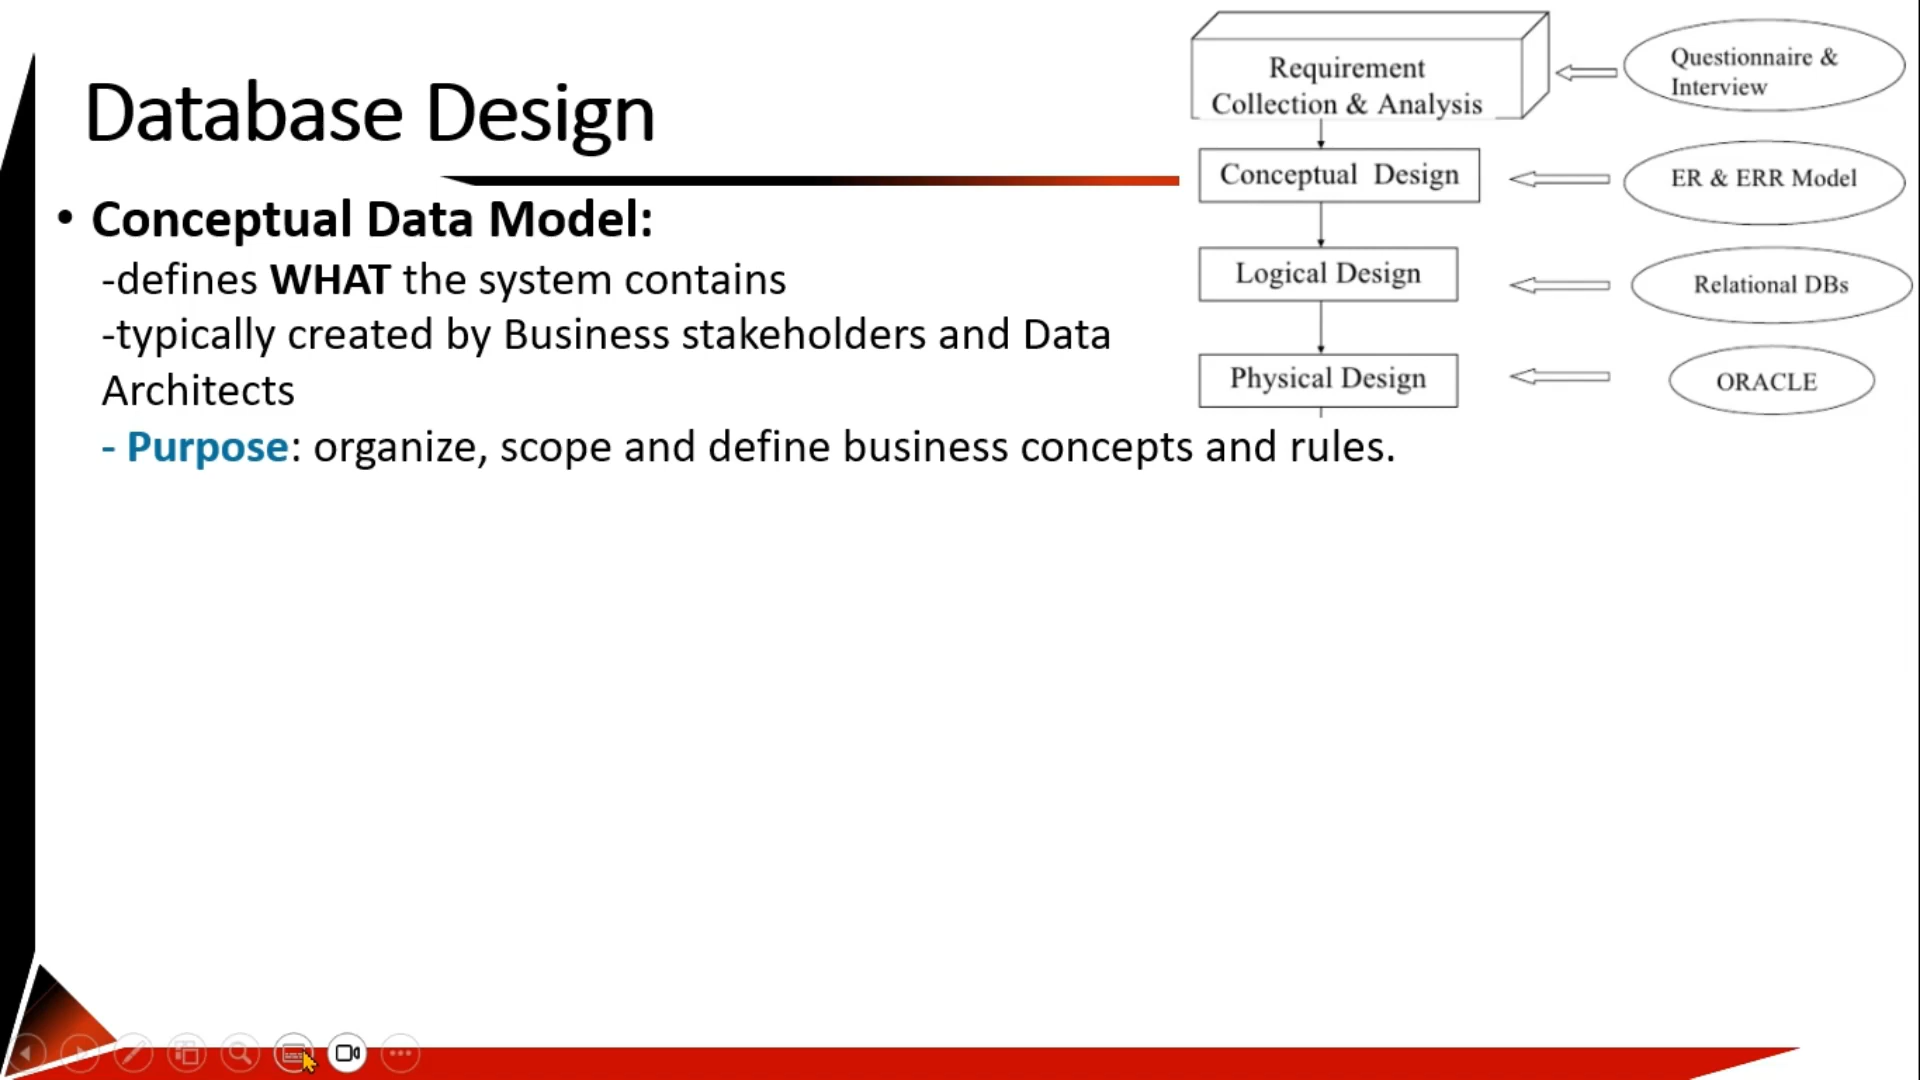 Database Design
• Conceptual Data Model:
-defines WHAT the system contains
-typically created by Business stakeholders and Data
Architects
- Purpose: organize, scope and define business concepts and rules.
Requirement
Collection & Analysis
Questionnaire &
Interview
Conceptual Design
ER & ERR Model
Logical Design
Relational DBs
Physical Design
ORACLE